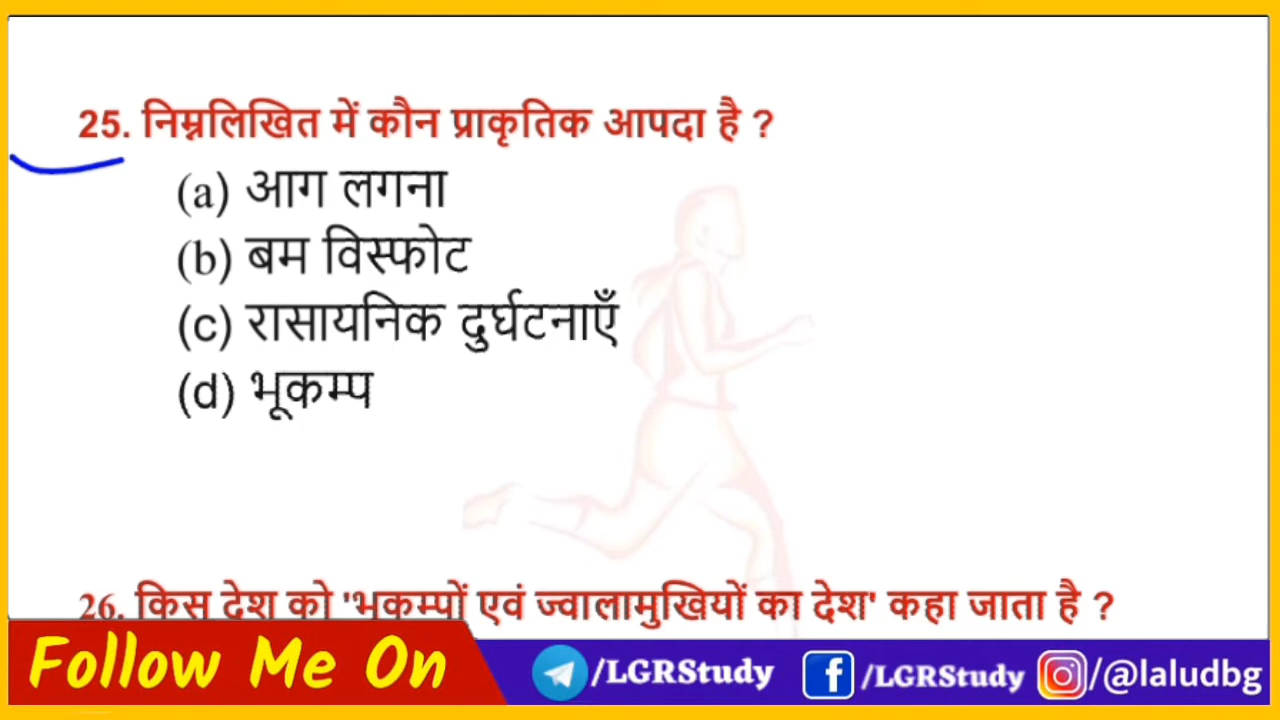 25. निम्नलिखित में कौन प्राकृतिक आपदा है ?
(a) आग लगना
(b) बम विस्फोट
(c) रासायनिक दुर्घटनाएँ
(d) भूकम्प
26. किस देश को 'भूकम्पों एवं ज्वालामुखियों का देश' कहा जाता है ?
Follow Me On /LGRStudy /LGRStudy /@laludbg